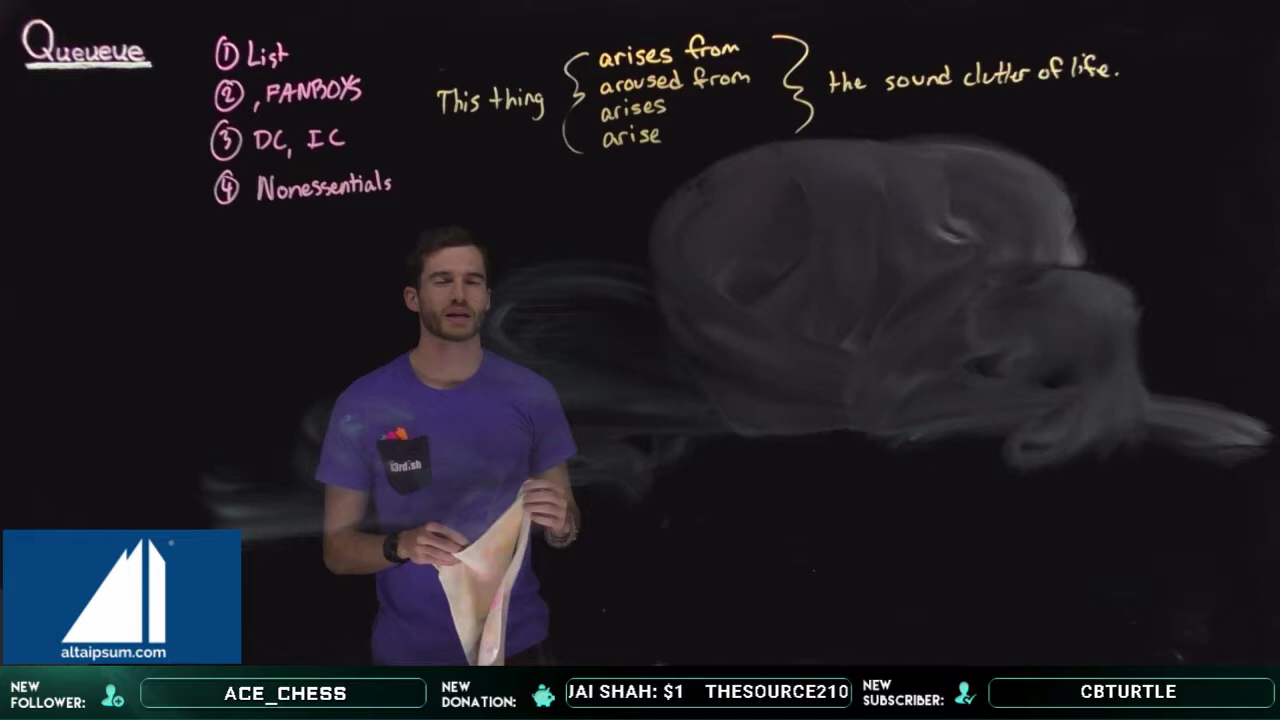 Queueue
① List
② , FANBOYS
③ DC, IC
④ Nonessentials
This thing
arises from
aroused from
arises
arise
the sound clutter of life.
altaipsum.com
NEW FOLLOWER:
ACE_CHESS
NEW DONATION:
JAI SHAH: $1 THESOURCE210
NEW SUBSCRIBER:
CBTURTLE